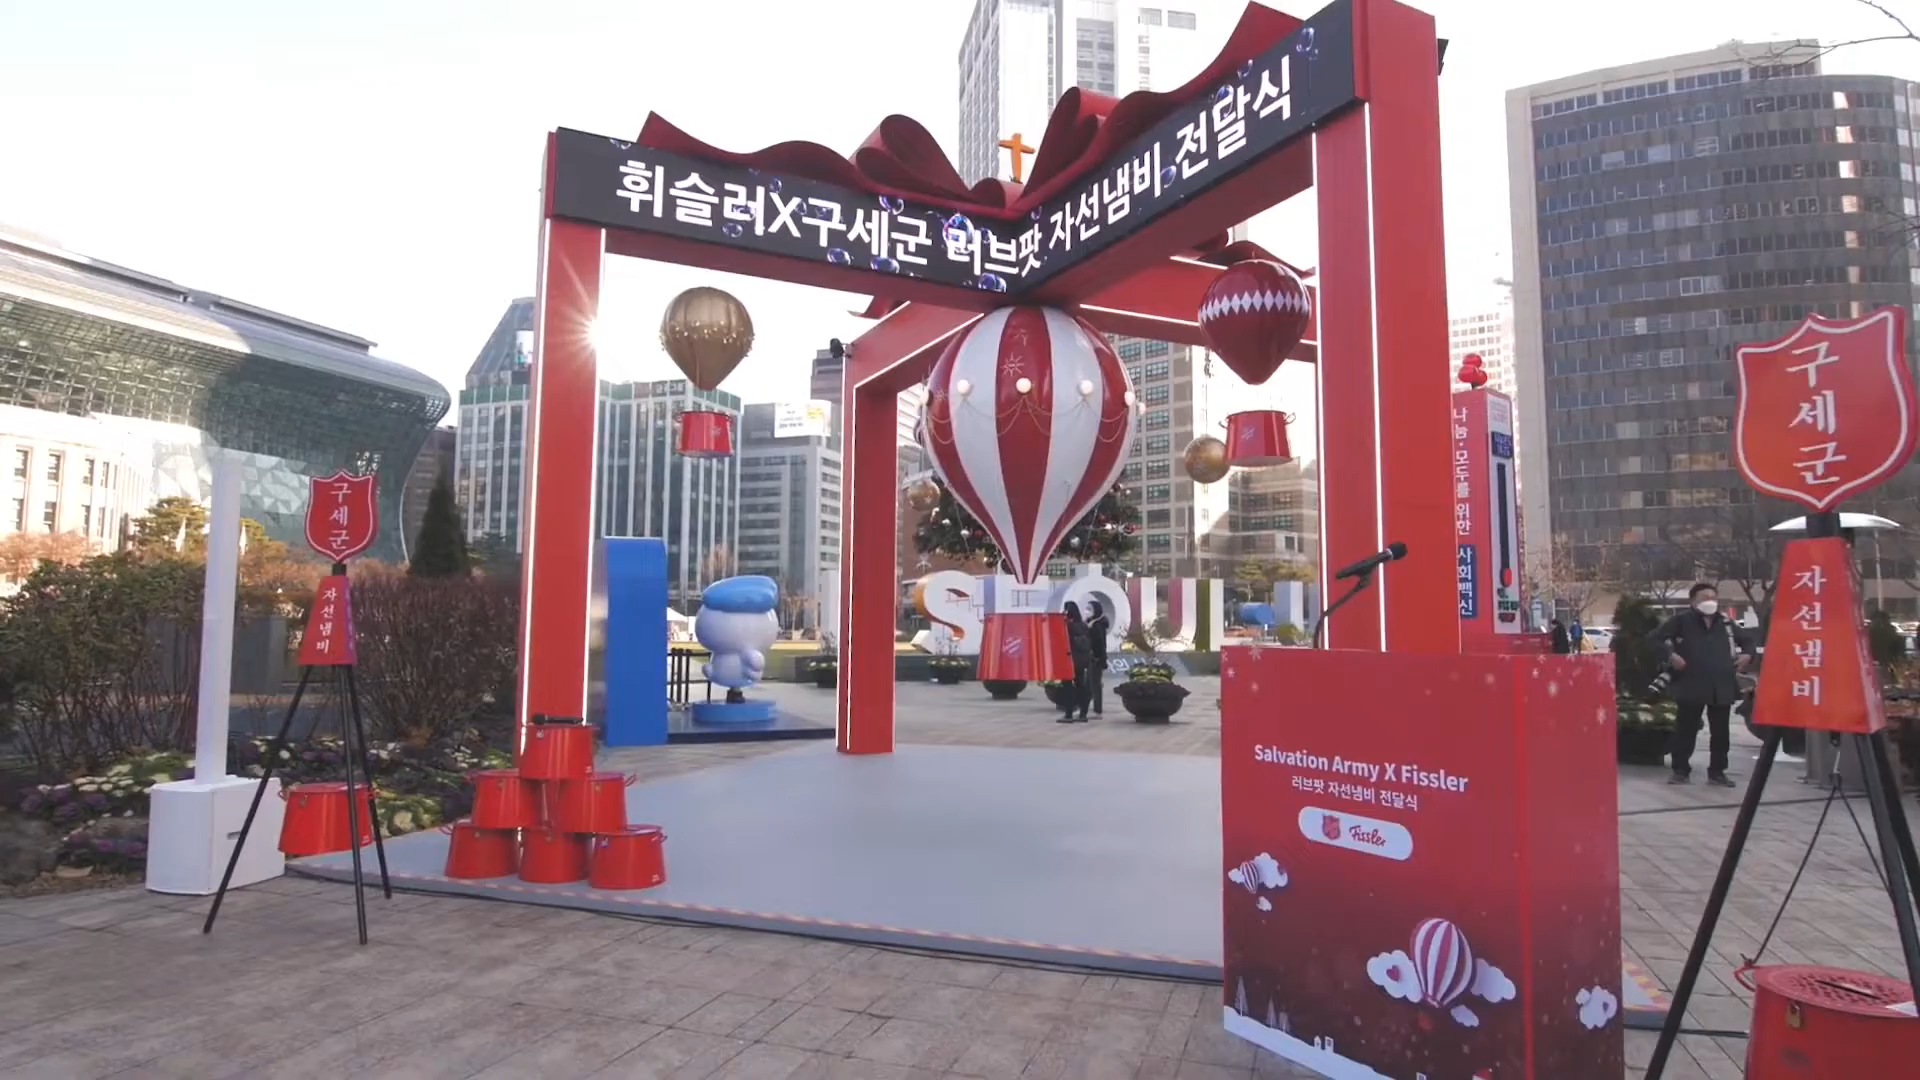 휘슬러X구세군 러브팟 자선냄비 전달식
구세군
자선냄비
SEOUL
나눔, 모두를 위한 사회백신
구세군
자선냄비
Salvation Army X Fissler
러브팟 자선냄비 전달식
Fissler